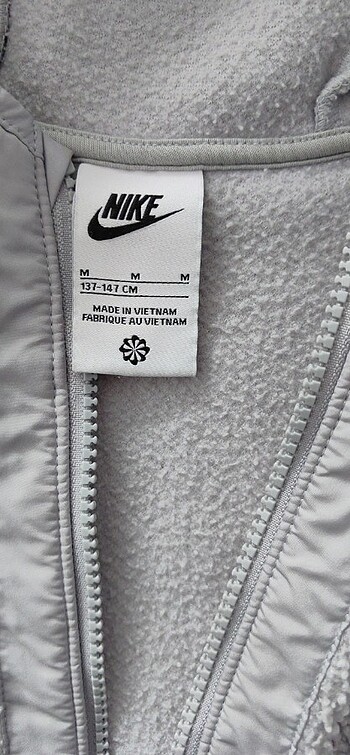 NIKE
M M M
137-147 CM
MADE IN VIETNAM
FABRIQUE AU VIETNAM